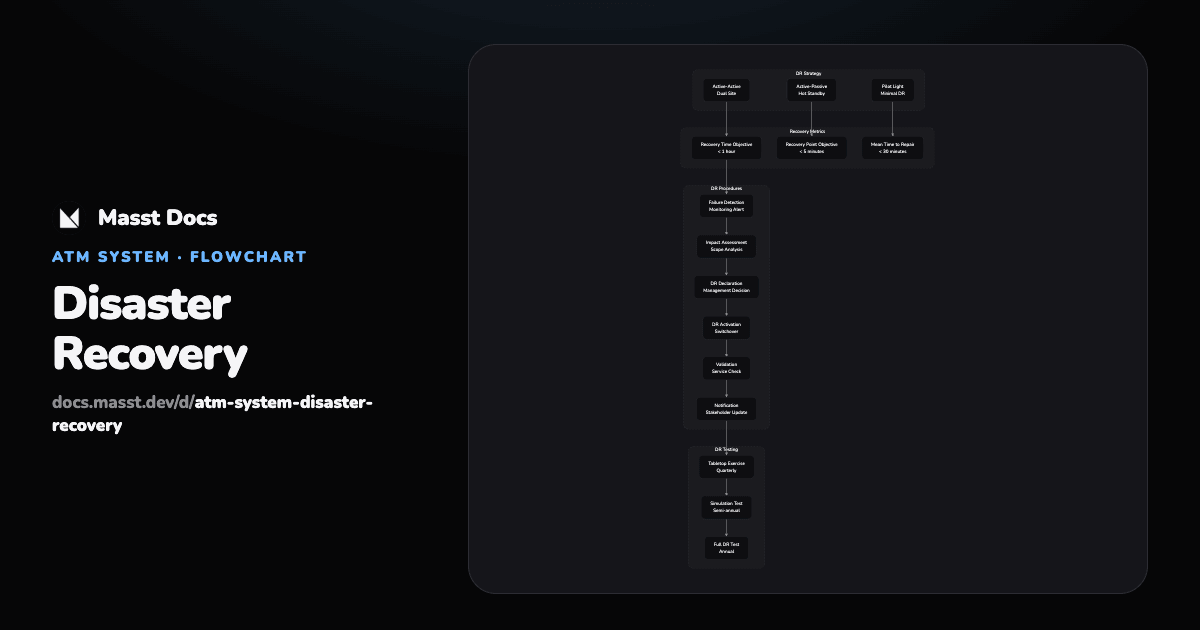 Masst Docs
ATM SYSTEM · FLOWCHART
Disaster
Recovery
docs.masst.dev/d/atm-system-disaster-
recovery
DR Strategy
Active-Active
Dual Site
Active-Passive
Hot Standby
Pilot Light
Minimal DR
Recovery Metrics
Recovery Time Objective
< 1 hour
Recovery Point Objective
< 5 minutes
Mean Time to Repair
< 30 minutes
DR Procedures
Failure Detection
Monitoring Alert
Impact Assessment
Scope Analysis
DR Declaration
Management Decision
DR Activation
Switchover
Validation
Service Check
Notification
Stakeholder Update
DR Testing
Tabletop Exercise
Quarterly
Simulation Test
Semi-annual
Full DR Test
Annual